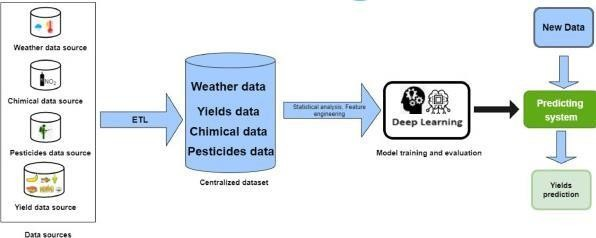 Weather data source
NO₂
Chimical data source
Pesticides data source
Yield data source
Data sources
ETL
Weather data
Yields data
Chimical data
Pesticides data
Centralized dataset
Statistical analysis, Feature
engineering
Deep Learning
Model training and evaluation
New Data
Predicting
system
Yields
prediction